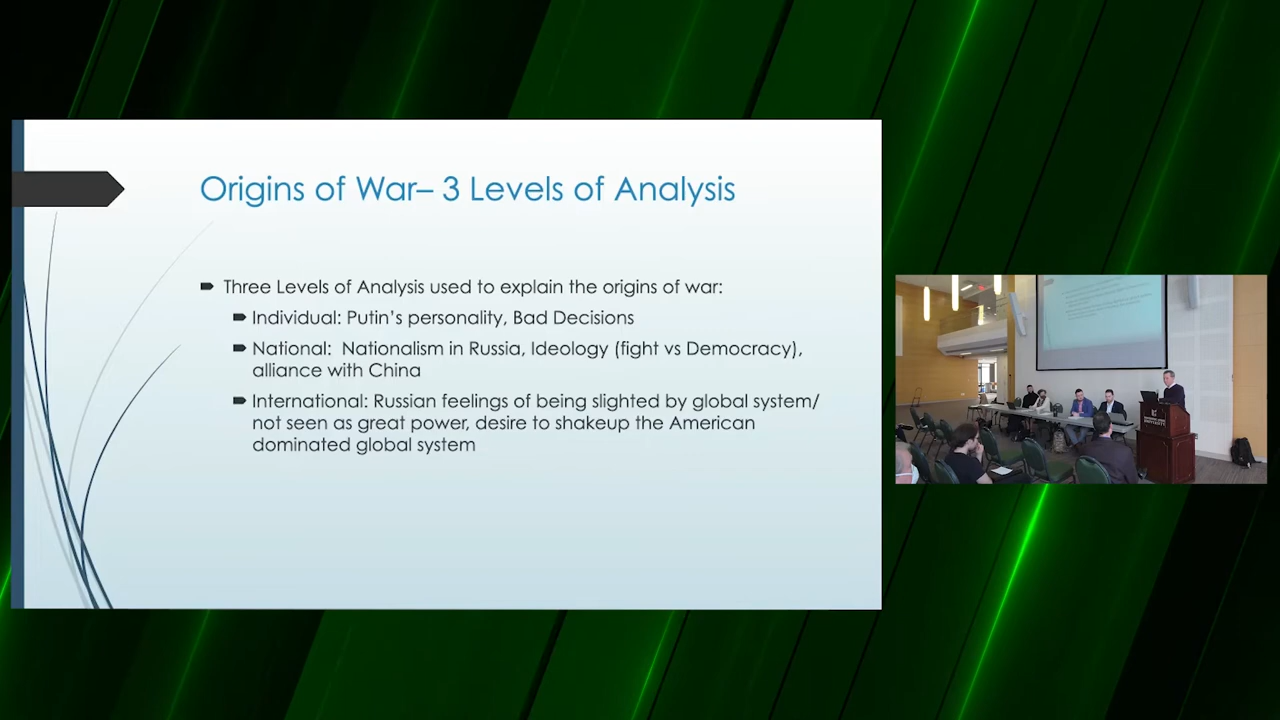 Origins of War– 3 Levels of Analysis
Three Levels of Analysis used to explain the origins of war:
Individual: Putin’s personality, Bad Decisions
National:  Nationalism in Russia, Ideology (fight vs Democracy),
alliance with China
International: Russian feelings of being slighted by global system/
not seen as great power, desire to shakeup the American
dominated global system
UNIVERSITY